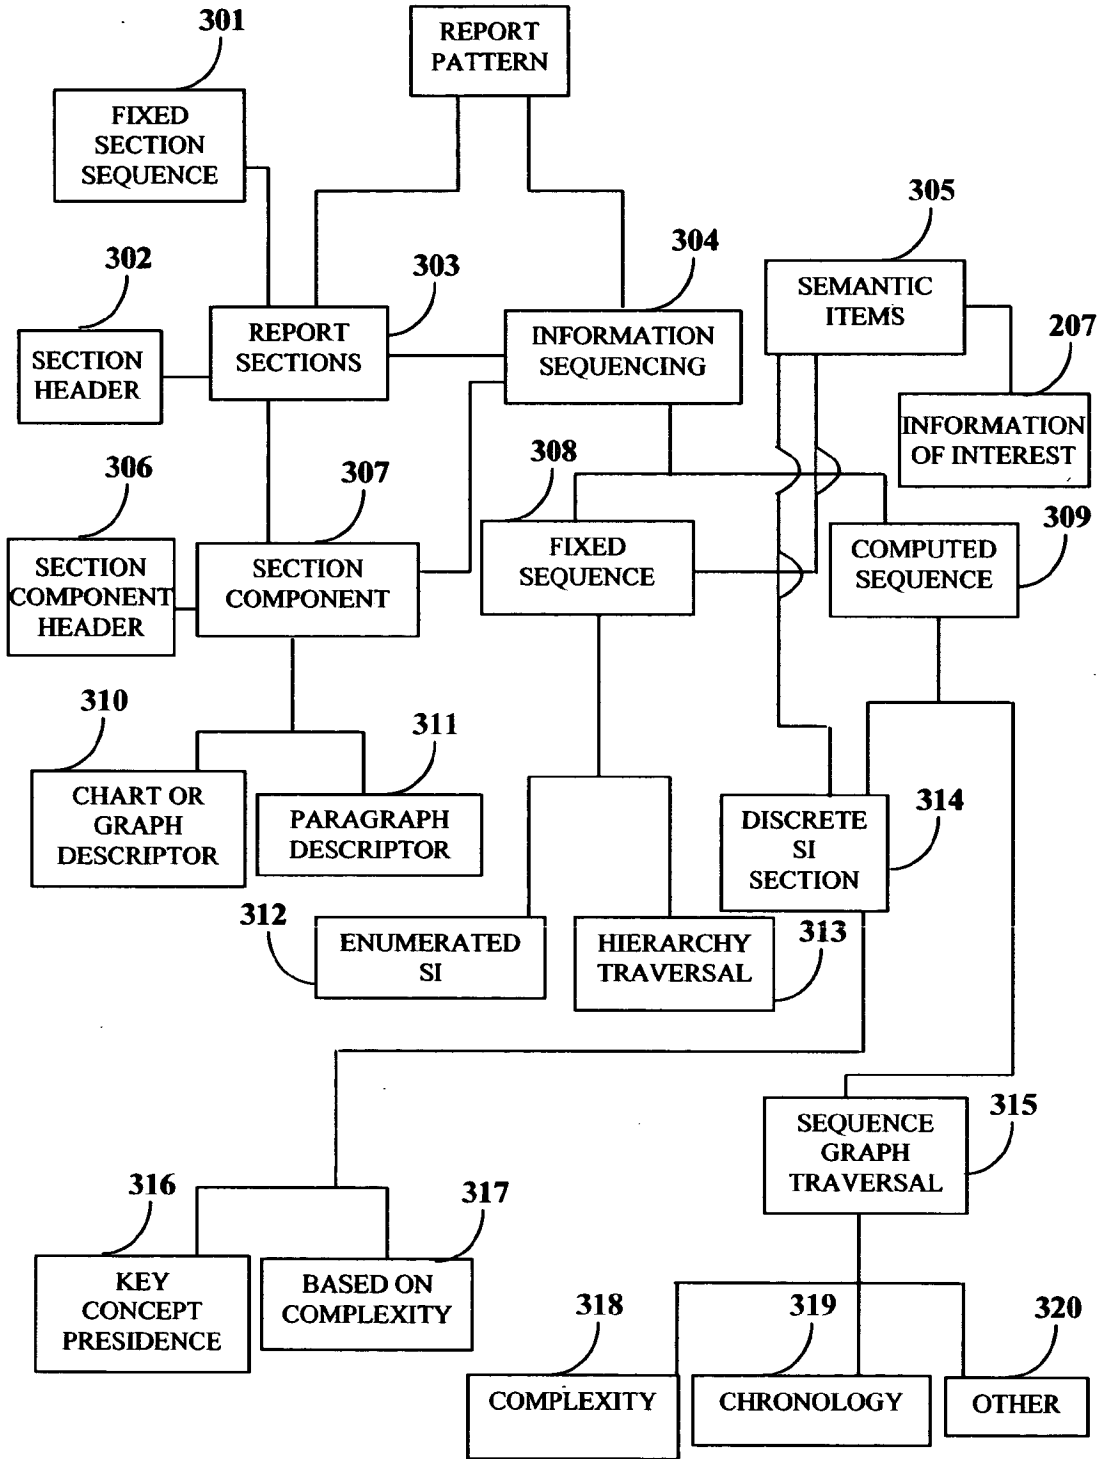 301
REPORT
PATTERN
FIXED
SECTION
SEQUENCE
305
302
303
304
SEMANTIC
ITEMS
207
SECTION
HEADER
REPORT
SECTIONS
INFORMATION
SEQUENCING
INFORMATION
OF INTEREST
306
307
308
309
SECTION
COMPONENT
HEADER
SECTION
COMPONENT
FIXED
SEQUENCE
COMPUTED
SEQUENCE
310
311
CHART OR
GRAPH
DESCRIPTOR
PARAGRAPH
DESCRIPTOR
DISCRETE
SI
SECTION
314
312
ENUMERATED
SI
HIERARCHY
TRAVERSAL
313
SEQUENCE
GRAPH
TRAVERSAL
315
316
317
KEY
CONCEPT
PRESIDENCE
BASED ON
COMPLEXITY
318
319
320
COMPLEXITY
CHRONOLOGY
OTHER